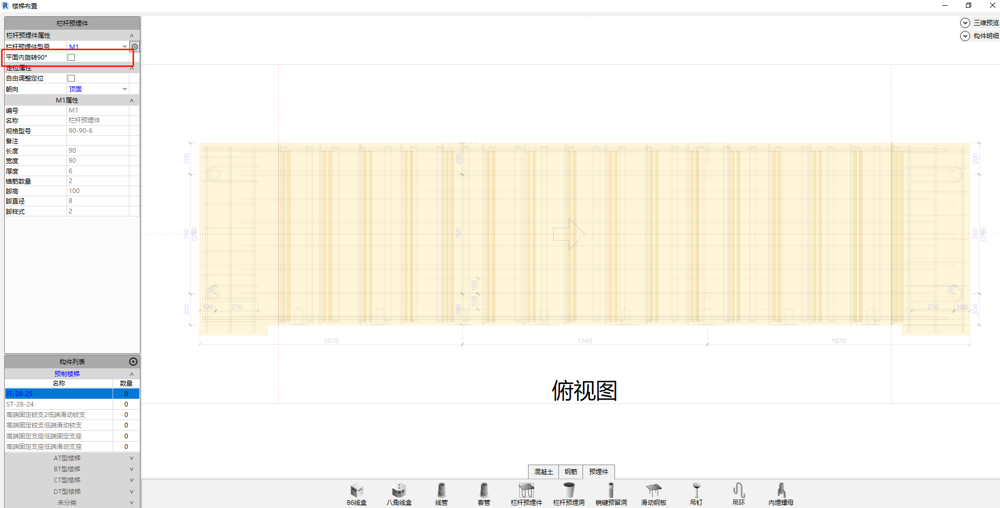 楼梯布置
栏杆预埋件
栏杆预埋件属性
栏杆预埋件型号 M1
平面内旋转90°
定位属性
自由调整定位
朝向 顶面
M1属性
编号 M1
名称 栏杆预埋件
规格型号 90-90-6
备注
长度 90
宽度 90
厚度 6
锚筋数量 2
脚高 100
脚直径 8
脚样式 2
构件列表
预制楼梯
名称 数量
JT-28-25 0
ST-28-24 0
高端固定铰支2低端滑动铰支 0
高端固定铰支低端滑动铰支 0
高端固定支座低端固定支座 0
高端固定支座低端滑动支座 0
AT型楼梯
BT型楼梯
CT型楼梯
DT型楼梯
未分类
三维预览
构件明细
200 200 200
760 (2根) 760 760 (2根)
50 100 50
100 270 100 270 100
200 200 200
1670 1560 1670
俯视图
混凝土 钢筋 预埋件
86线盒 八角线盒 线管 套管 栏杆预埋件 栏杆预埋洞 销键预留洞 滑动钢板 吊钉 吊环 内埋螺母